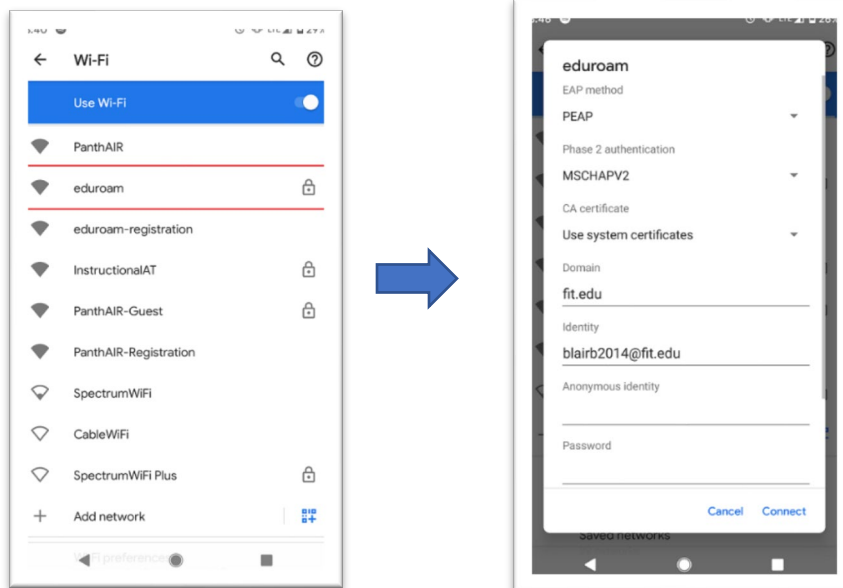 Wi-Fi
Use Wi-Fi
PanthAIR
eduroam
eduroam-registration
InstructionalAT
PanthAIR-Guest
PanthAIR-Registration
SpectrumWiFi
CableWiFi
SpectrumWiFi Plus
Add network
eduroam
EAP method
PEAP
Phase 2 authentication
MSCHAPV2
CA certificate
Use system certificates
Domain
fit.edu
Identity
blairb2014@fit.edu
Anonymous identity
Password
Cancel Connect
Saved networks